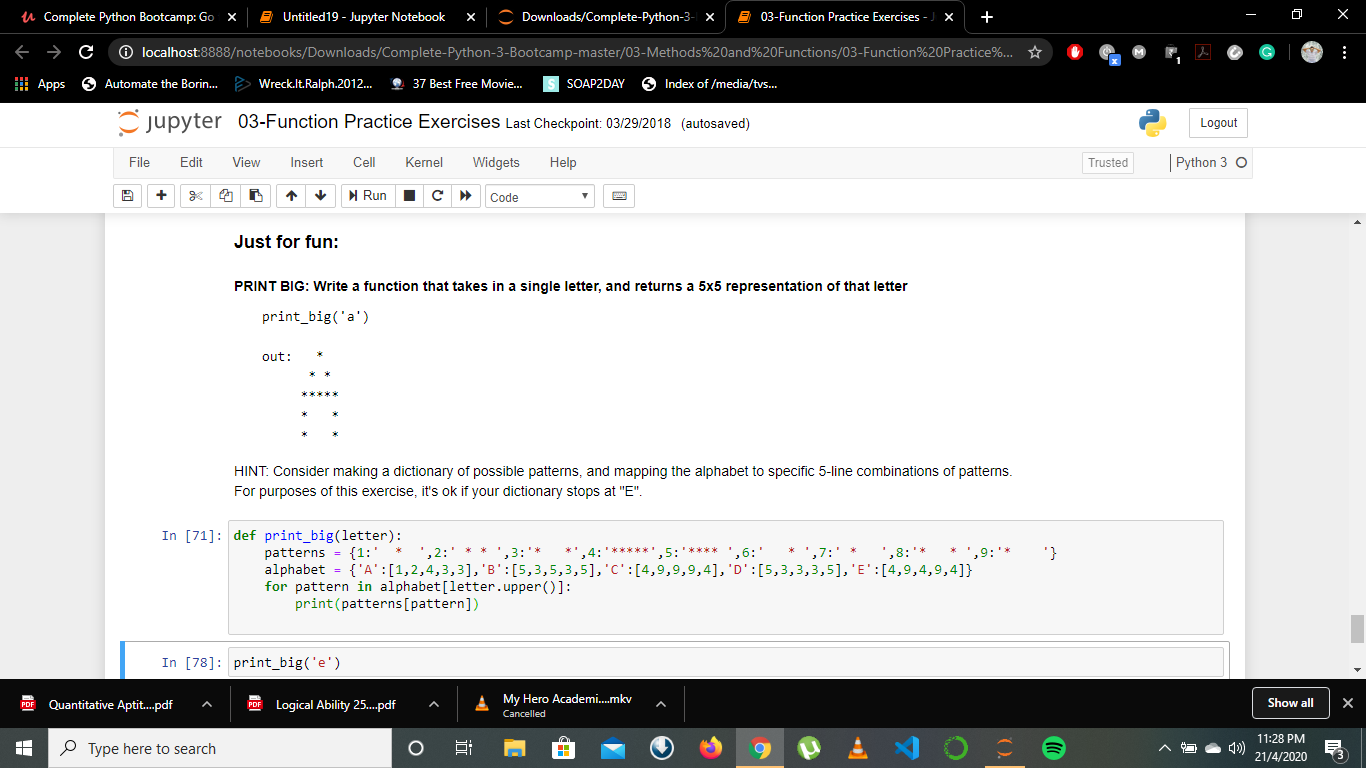 Complete Python Bootcamp: Go
Untitled19 - Jupyter Notebook
Downloads/Complete-Python-3-
03-Function Practice Exercises - J
localhost:8888/notebooks/Downloads/Complete-Python-3-Bootcamp-master/03-Methods%20and%20Functions/03-Function%20Practice%...
Apps
Automate the Borin...
Wreck.It.Ralph.2012...
37 Best Free Movie...
SOAP2DAY
Index of /media/tvs...
jupyter 03-Function Practice Exercises Last Checkpoint: 03/29/2018 (autosaved)
Logout
File Edit View Insert Cell Kernel Widgets Help
Trusted
Python 3
Run
Code
Just for fun:
PRINT BIG: Write a function that takes in a single letter, and returns a 5x5 representation of that letter
print_big('a')
out:   *
      * *
     *****
     *   *
     *   *
HINT: Consider making a dictionary of possible patterns, and mapping the alphabet to specific 5-line combinations of patterns.
For purposes of this exercise, it's ok if your dictionary stops at "E".
In [71]: def print_big(letter):
    patterns = {1:'  *  ',2:' * * ',3:'*   *',4:'*****',5:'**** ',6:'   * ',7:' *   ',8:'*   * ',9:'*    '}
    alphabet = {'A':[1,2,4,3,3],'B':[5,3,5,3,5],'C':[4,9,9,9,4],'D':[5,3,3,3,5],'E':[4,9,4,9,4]}
    for pattern in alphabet[letter.upper()]:
        print(patterns[pattern])
In [78]: print_big('e')
Quantitative Aptit....pdf
Logical Ability 25....pdf
My Hero Academi....mkv
Cancelled
Show all
Type here to search
11:28 PM
21/4/2020
3